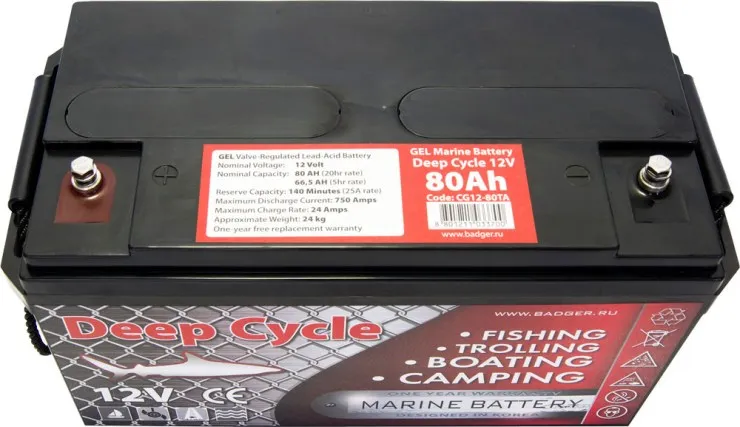 GEL Valve-Regulated Lead-Acid Battery
Nominal Voltage: 12 Volt
Nominal Capacity: 80 AH (20hr rate)
66,5 AH (5hr rate)
Reserve Capacity: 140 Minutes (25A rate)
Maximum Discharge Current: 750 Amps
Maximum Charge Rate: 24 Amps
Approximate Weight: 24 kg
One-year free replacement warranty
GEL Marine Battery
Deep Cycle 12V
80Ah
Code: CG12-80TA
www.badger.ru
WWW.BADGER.RU
Deep Cycle
• FISHING
• TROLLING
• BOATING
• CAMPING
12V CE
ONE YEAR WARRANTY
MARINE BATTERY
DESIGNED IN KOREA